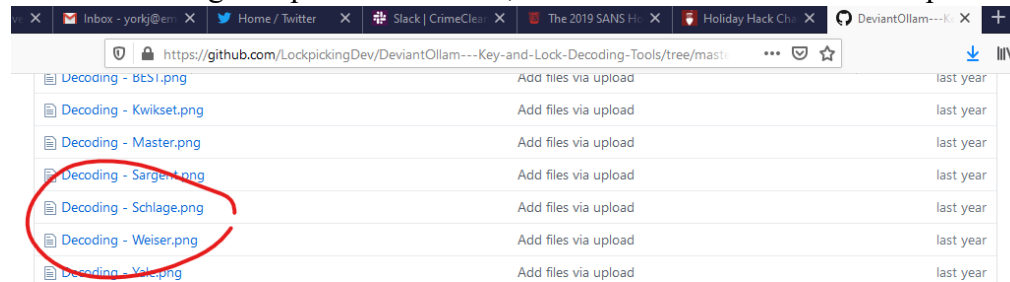 Inbox - yorkj@em
Home / Twitter
Slack | CrimeClear
The 2019 SANS Ho
Holiday Hack Cha
DeviantOllam---Ke
https://github.com/LockpickingDev/DeviantOllam---Key-and-Lock-Decoding-Tools/tree/maste
Decoding - BEST.png Add files via upload last year
Decoding - Kwikset.png Add files via upload last year
Decoding - Master.png Add files via upload last year
Decoding - Sargent.png Add files via upload last year
Decoding - Schlage.png Add files via upload last year
Decoding - Weiser.png Add files via upload last year
Decoding - Yale.png Add files via upload last year